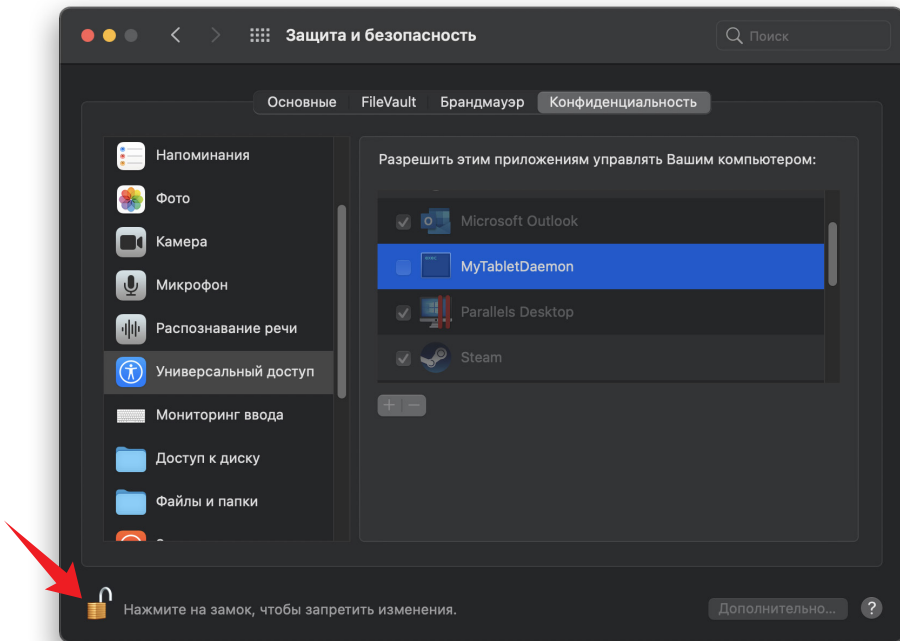 Защита и безопасность
Поиск
Основные
FileVault
Брандмауэр
Конфиденциальность
Напоминания
Фото
Камера
Микрофон
Распознавание речи
Универсальный доступ
Мониторинг ввода
Доступ к диску
Файлы и папки
Разрешить этим приложениям управлять Вашим компьютером:
Microsoft Outlook
MyTabletDaemon
Parallels Desktop
Steam
Нажмите на замок, чтобы запретить изменения.
Дополнительно...
?